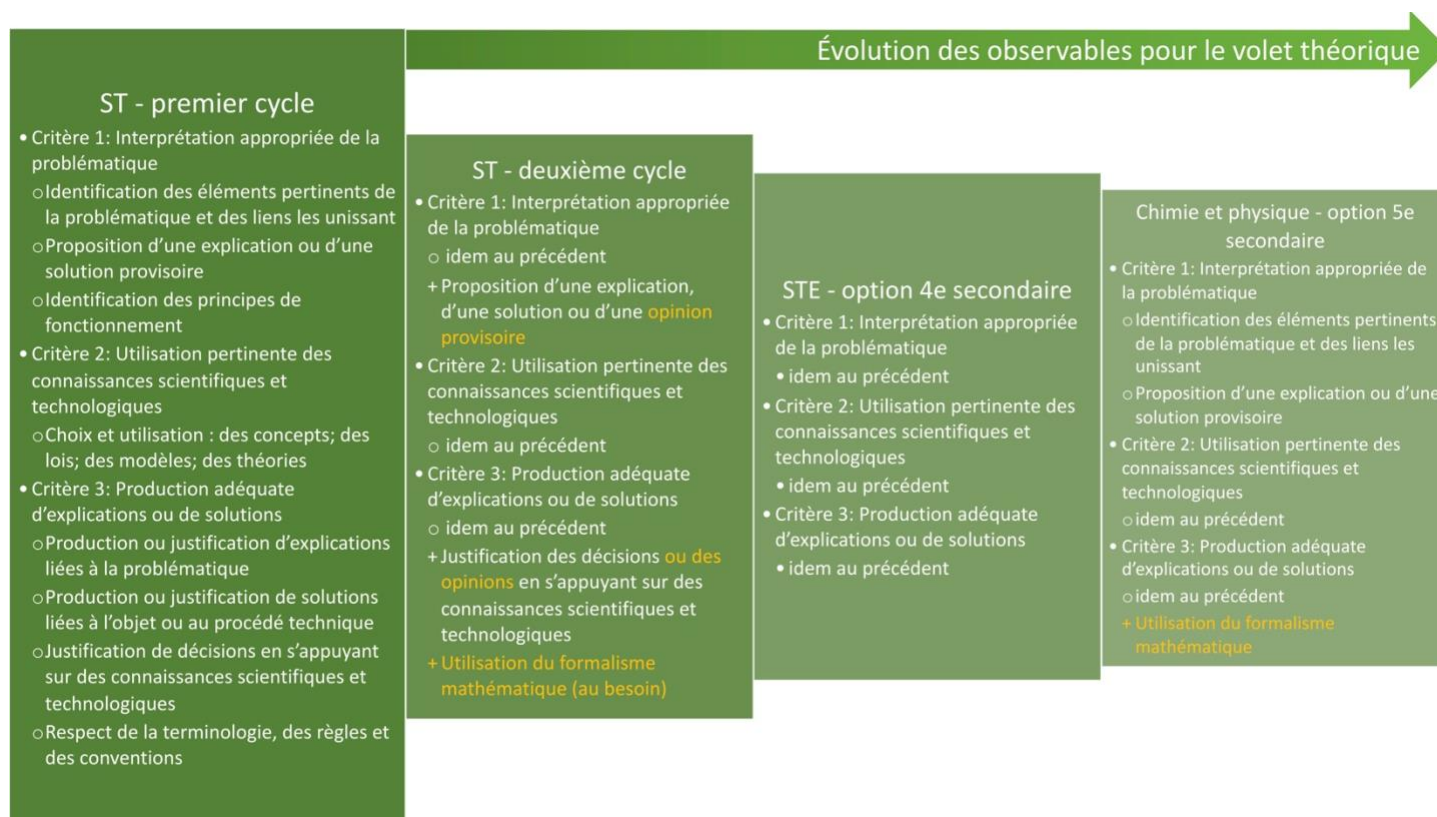 Évolution des observables pour le volet théorique
ST - premier cycle
• Critère 1: Interprétation appropriée de la
problématique
o Identification des éléments pertinents de
la problématique et des liens les unissant
o Proposition d’une explication ou d’une
solution provisoire
o Identification des principes de
fonctionnement
• Critère 2: Utilisation pertinente des
connaissances scientifiques et
technologiques
o Choix et utilisation : des concepts; des
lois; des modèles; des théories
• Critère 3: Production adéquate
d’explications ou de solutions
o Production ou justification d’explications
liées à la problématique
o Production ou justification de solutions
liées à l’objet ou au procédé technique
o Justification de décisions en s’appuyant
sur des connaissances scientifiques et
technologiques
o Respect de la terminologie, des règles et
des conventions
ST - deuxième cycle
• Critère 1: Interprétation appropriée
de la problématique
o idem au précédent
+ Proposition d’une explication,
d’une solution ou d’une opinion
provisoire
• Critère 2: Utilisation pertinente des
connaissances scientifiques et
technologiques
o idem au précédent
• Critère 3: Production adéquate
d’explications ou de solutions
o idem au précédent
+ Justification des décisions ou des
opinions en s’appuyant sur des
connaissances scientifiques et
technologiques
+ Utilisation du formalisme
mathématique (au besoin)
STE - option 4e secondaire
• Critère 1: Interprétation appropriée
de la problématique
• idem au précédent
• Critère 2: Utilisation pertinente des
connaissances scientifiques et
technologiques
• idem au précédent
• Critère 3: Production adéquate
d’explications ou de solutions
• idem au précédent
Chimie et physique - option 5e
secondaire
• Critère 1: Interprétation appropriée de
la problématique
o Identification des éléments pertinents
de la problématique et des liens les
unissant
o Proposition d’une explication ou d’une
solution provisoire
• Critère 2: Utilisation pertinente des
connaissances scientifiques et
technologiques
o idem au précédent
• Critère 3: Production adéquate
d’explications ou de solutions
o idem au précédent
+ Utilisation du formalisme
mathématique